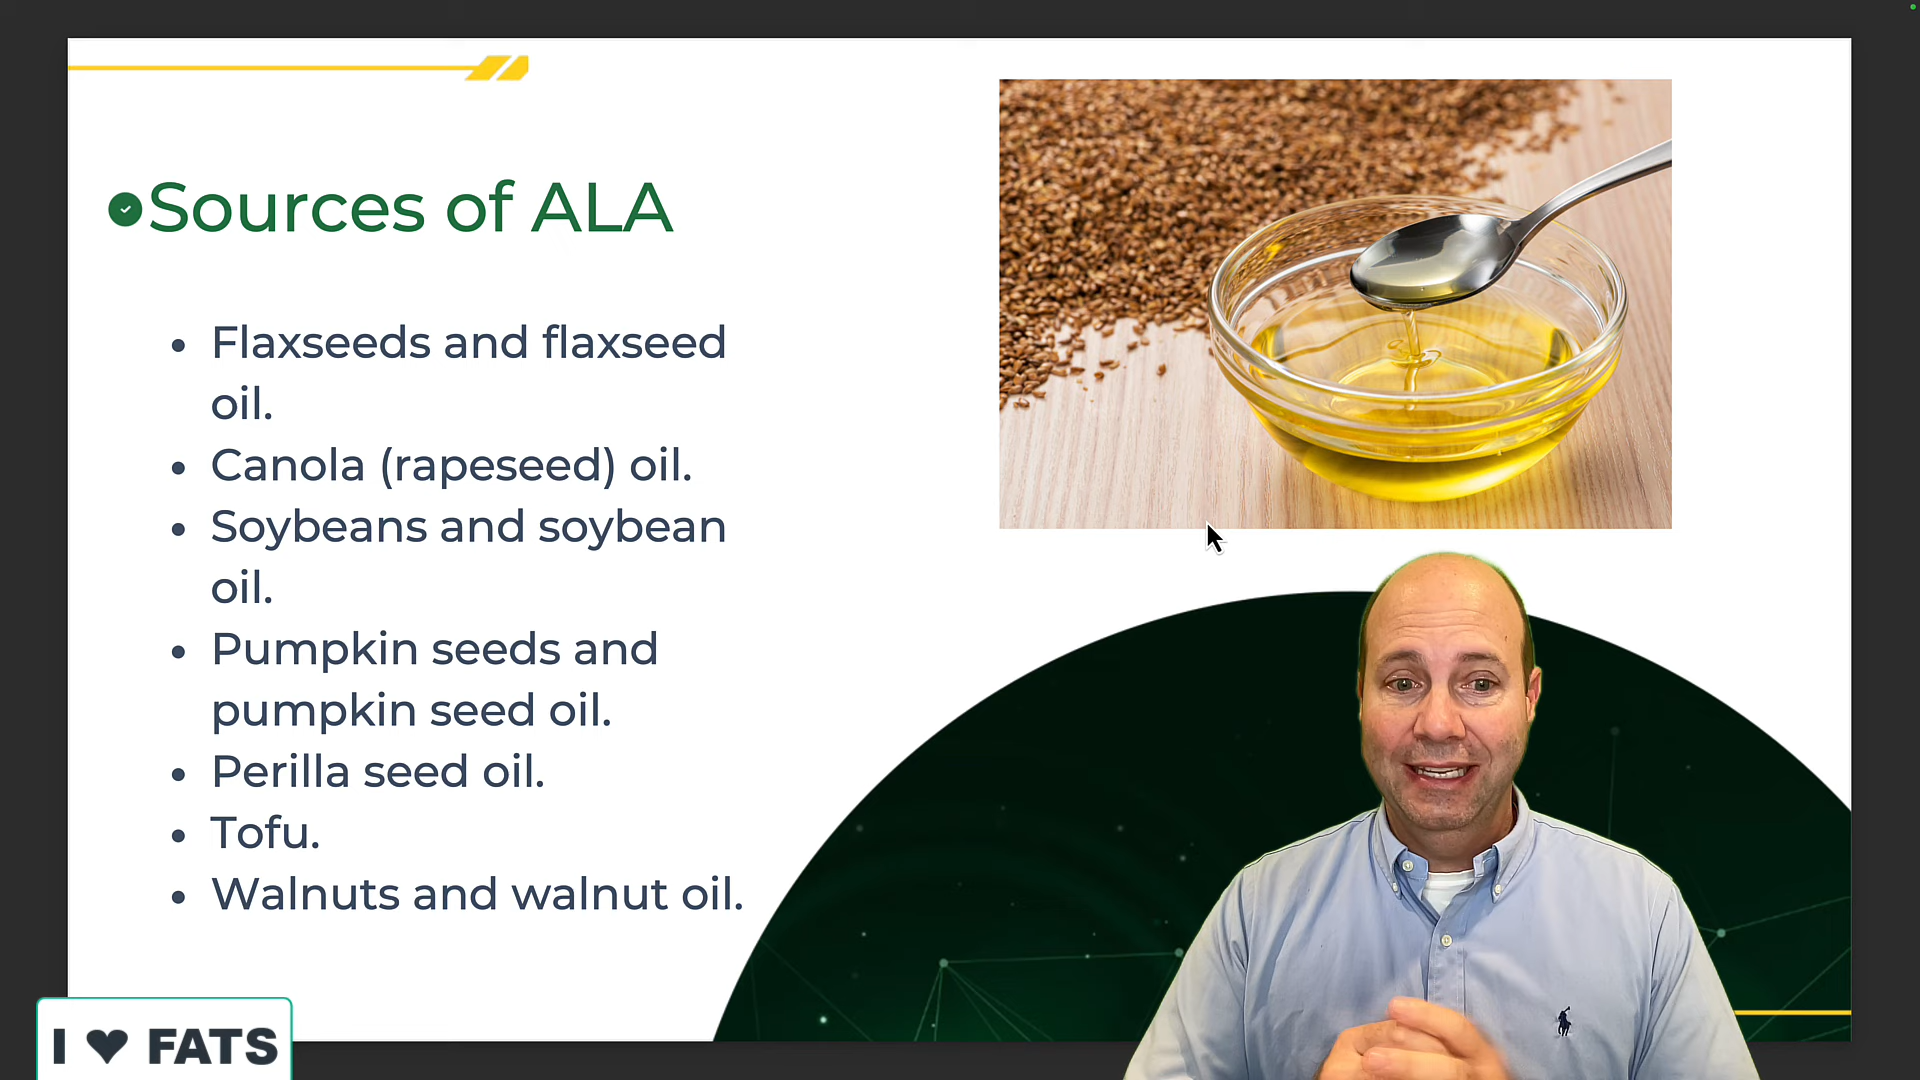 Sources of ALA
• Flaxseeds and flaxseed
oil.
• Canola (rapeseed) oil.
• Soybeans and soybean
oil.
• Pumpkin seeds and
pumpkin seed oil.
• Perilla seed oil.
• Tofu.
• Walnuts and walnut oil.
I ♥ FATS